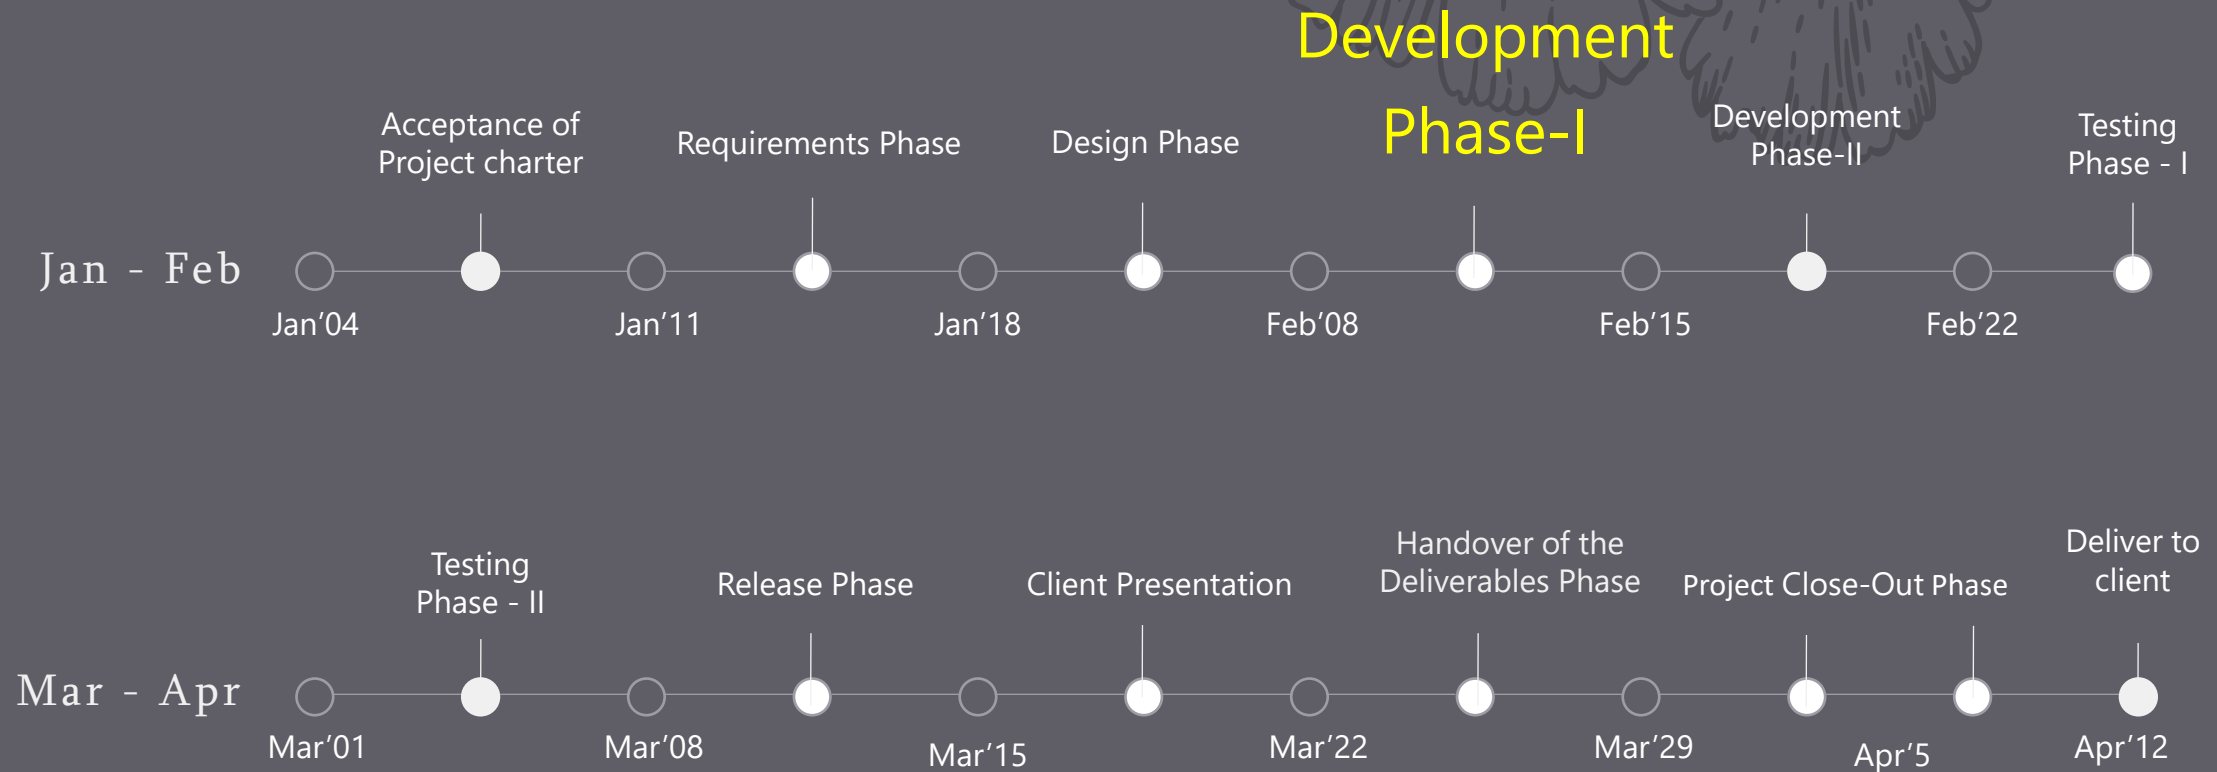 Development
Phase-I
Acceptance of
Project charter
Requirements Phase
Design Phase
Development
Phase-II
Testing
Phase - I
Jan - Feb
Jan’04
Jan’11
Jan’18
Feb’08
Feb’15
Feb’22
Testing
Phase - II
Release Phase
Client Presentation
Handover of the
Deliverables Phase
Project Close-Out Phase
Deliver to
client
Mar - Apr
Mar’01
Mar’08
Mar’15
Mar’22
Mar’29
Apr’5
Apr’12